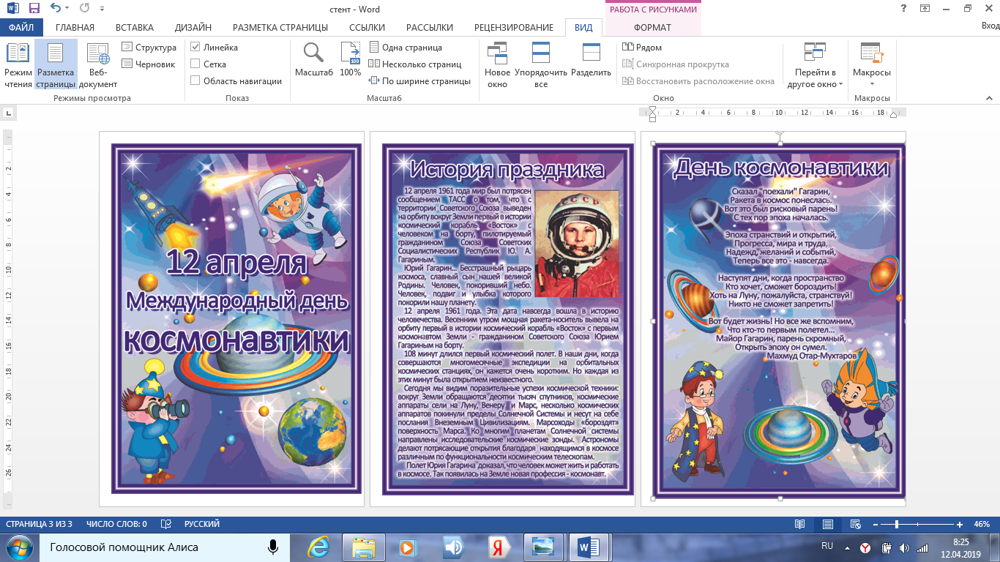 стент - Word
РАБОТА С РИСУНКАМИ
ФАЙЛ ГЛАВНАЯ ВСТАВКА ДИЗАЙН РАЗМЕТКА СТРАНИЦЫ ССЫЛКИ РАССЫЛКИ РЕЦЕНЗИРОВАНИЕ ВИД ФОРМАТ Вход
Режим чтения
Разметка страницы
Веб-документ
Структура
Черновик
Режимы просмотра
Линейка
Сетка
Область навигации
Показ
Масштаб
100%
Одна страница
Несколько страниц
По ширине страницы
Масштаб
Новое окно
Упорядочить все
Разделить
Рядом
Синхронная прокрутка
Восстановить расположение окна
Перейти в другое окно
Окно
Макросы
Макросы
2 4 6 8 10 12 14 16 18
2 4 6 8 10 12 14 16 18 20 22 24 26
12 апреля
Международный день
космонавтики
История праздника
12 апреля 1961 года мир был потрясен
сообщением ТАСС о том, что с
территории Советского Союза выведен
на орбиту вокруг Земли первый в истории
космический корабль «Восток» с
человеком на борту, пилотируемый
гражданином Союза Советских
Социалистических Республик Ю. А.
Гагариным.
Юрий Гагарин... Бесстрашный рыцарь
космоса, славный сын нашей великой
Родины. Человек, покоривший небо.
Человек, подвиг и улыбка которого
покорили нашу планету.
12 апреля 1961 года. Эта дата навсегда вошла в историю
человечества. Весенним утром мощная ракета-носитель вывела на
орбиту первый в истории космический корабль «Восток» с первым
космонавтом Земли - гражданином Советского Союза Юрием
Гагариным на борту.
108 минут длился первый космический полет. В наши дни, когда
совершаются многомесячные экспедиции на орбитальных
космических станциях, он кажется очень коротким. Но каждая из
этих минут была открытием неизвестного.
Сегодня мы видим поразительные успехи космической техники:
вокруг Земли обращаются десятки тысяч спутников, космические
аппараты сели на Луну, Венеру и Марс, несколько космических
аппаратов покинули пределы Солнечной Системы и несут на себе
послания Внеземным Цивилизациям. Марсоходы «бороздят»
поверхность Марса. Ко многим планетам Солнечной системы
направлены исследовательские космические зонды. Астрономы
делают потрясающие открытия благодаря находящимся в космосе
различным по функциональности космическим телескопам.
Полет Юрия Гагарина доказал, что человек может жить и работать
в космосе. Так появилась на Земле новая профессия - космонавт.
СССР
День космонавтики
Сказал "поехали" Гагарин,
Ракета в космос понеслась.
Вот это был рисковый парень!
С тех пор эпоха началась.
Эпоха странствий и открытий,
Прогресса, мира и труда,
Надежд, желаний и событий,
Теперь все это - навсегда.
Наступят дни, когда пространство
Кто хочет, сможет бороздить!
Хоть на Луну, пожалуйста, странствуй!
Никто не сможет запретить!
Вот будет жизнь! Но все же вспомним,
Что кто-то первым полетел...
Майор Гагарин, парень скромный,
Открыть эпоху он сумел.
Махмуд Отар-Мухтаров
СТРАНИЦА 3 ИЗ 3 ЧИСЛО СЛОВ: 0 РУССКИЙ 46%
Голосовой помощник Алиса
RU
8:25
12.04.2019